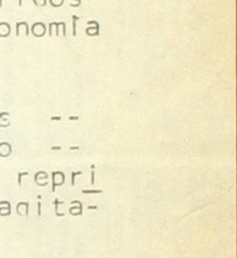 onomía
s --
o --
repri
agita-